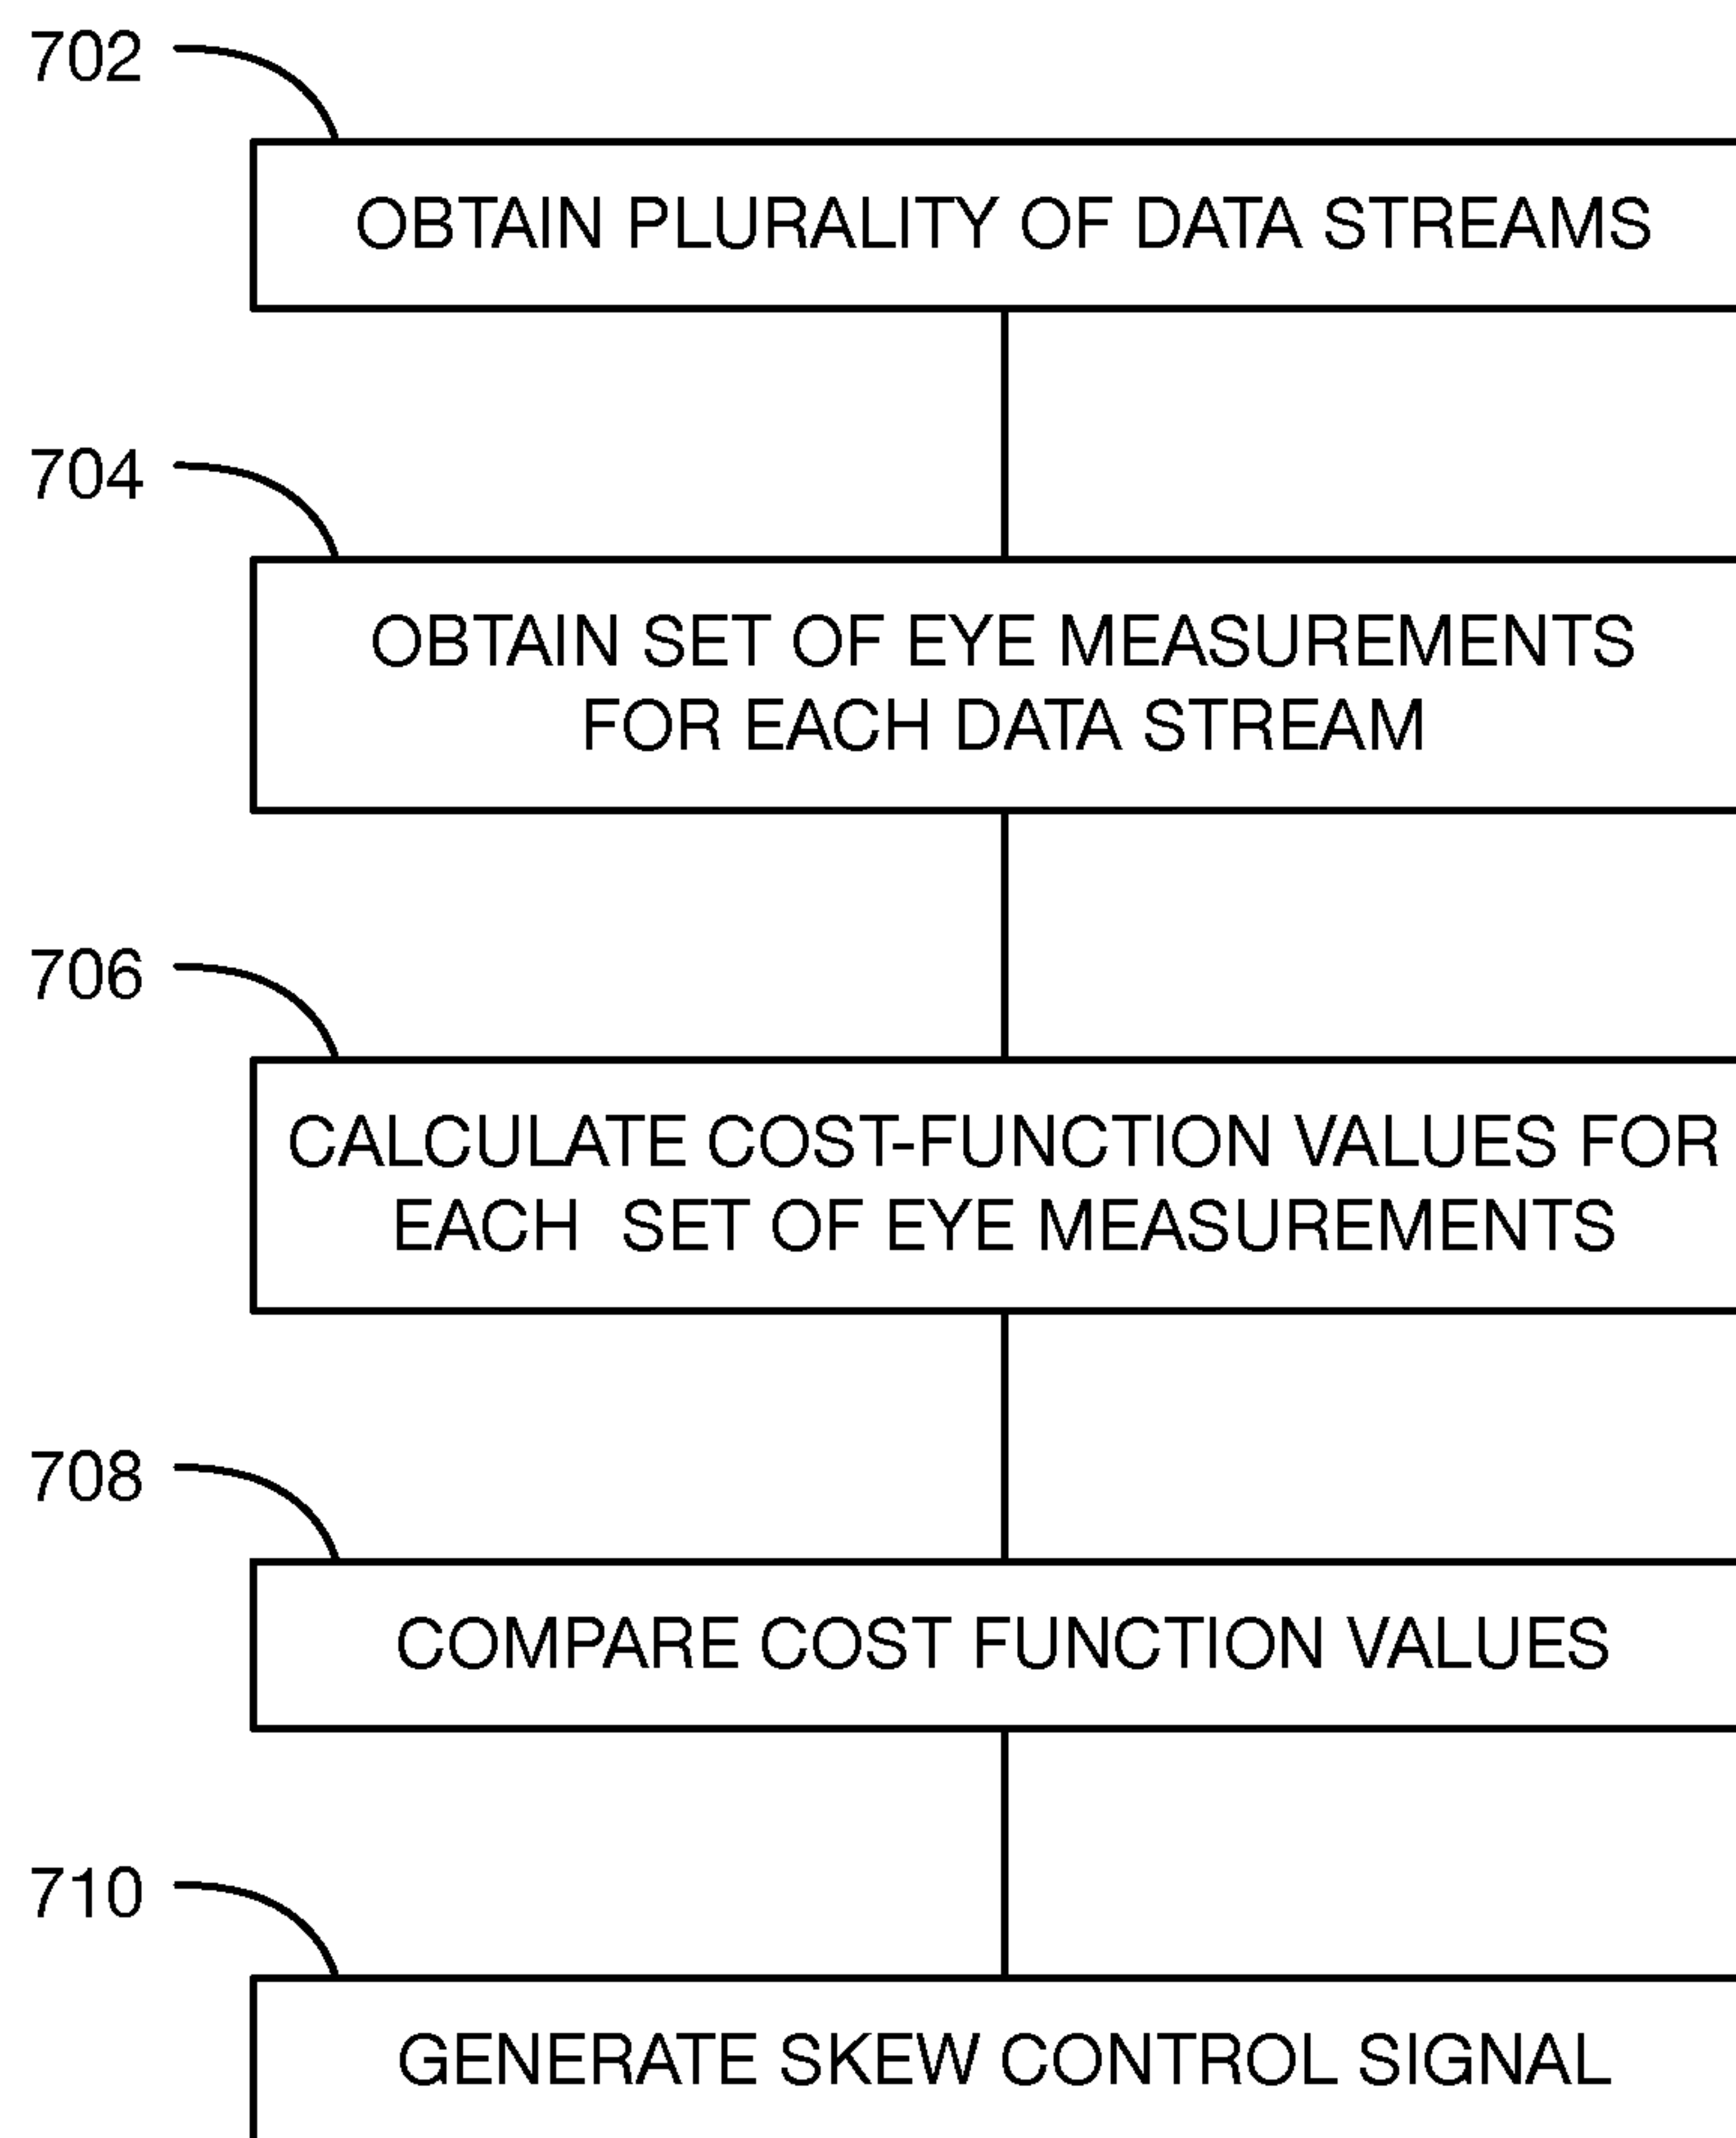 702
OBTAIN PLURALITY OF DATA STREAMS
704
OBTAIN SET OF EYE MEASUREMENTS
FOR EACH DATA STREAM
706
CALCULATE COST-FUNCTION VALUES FOR
EACH  SET OF EYE MEASUREMENTS
708
COMPARE COST FUNCTION VALUES
710
GENERATE SKEW CONTROL SIGNAL